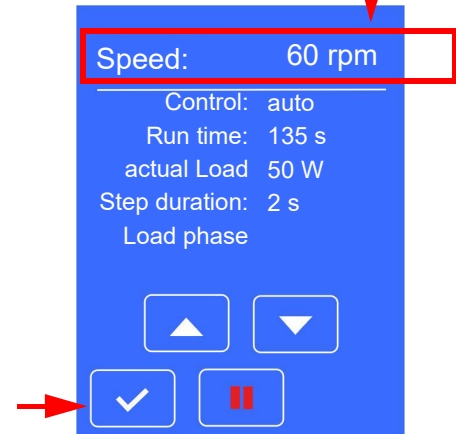 Speed: 60 rpm
Control: auto
Run time: 135 s
actual Load 50 W
Step duration: 2 s
Load phase